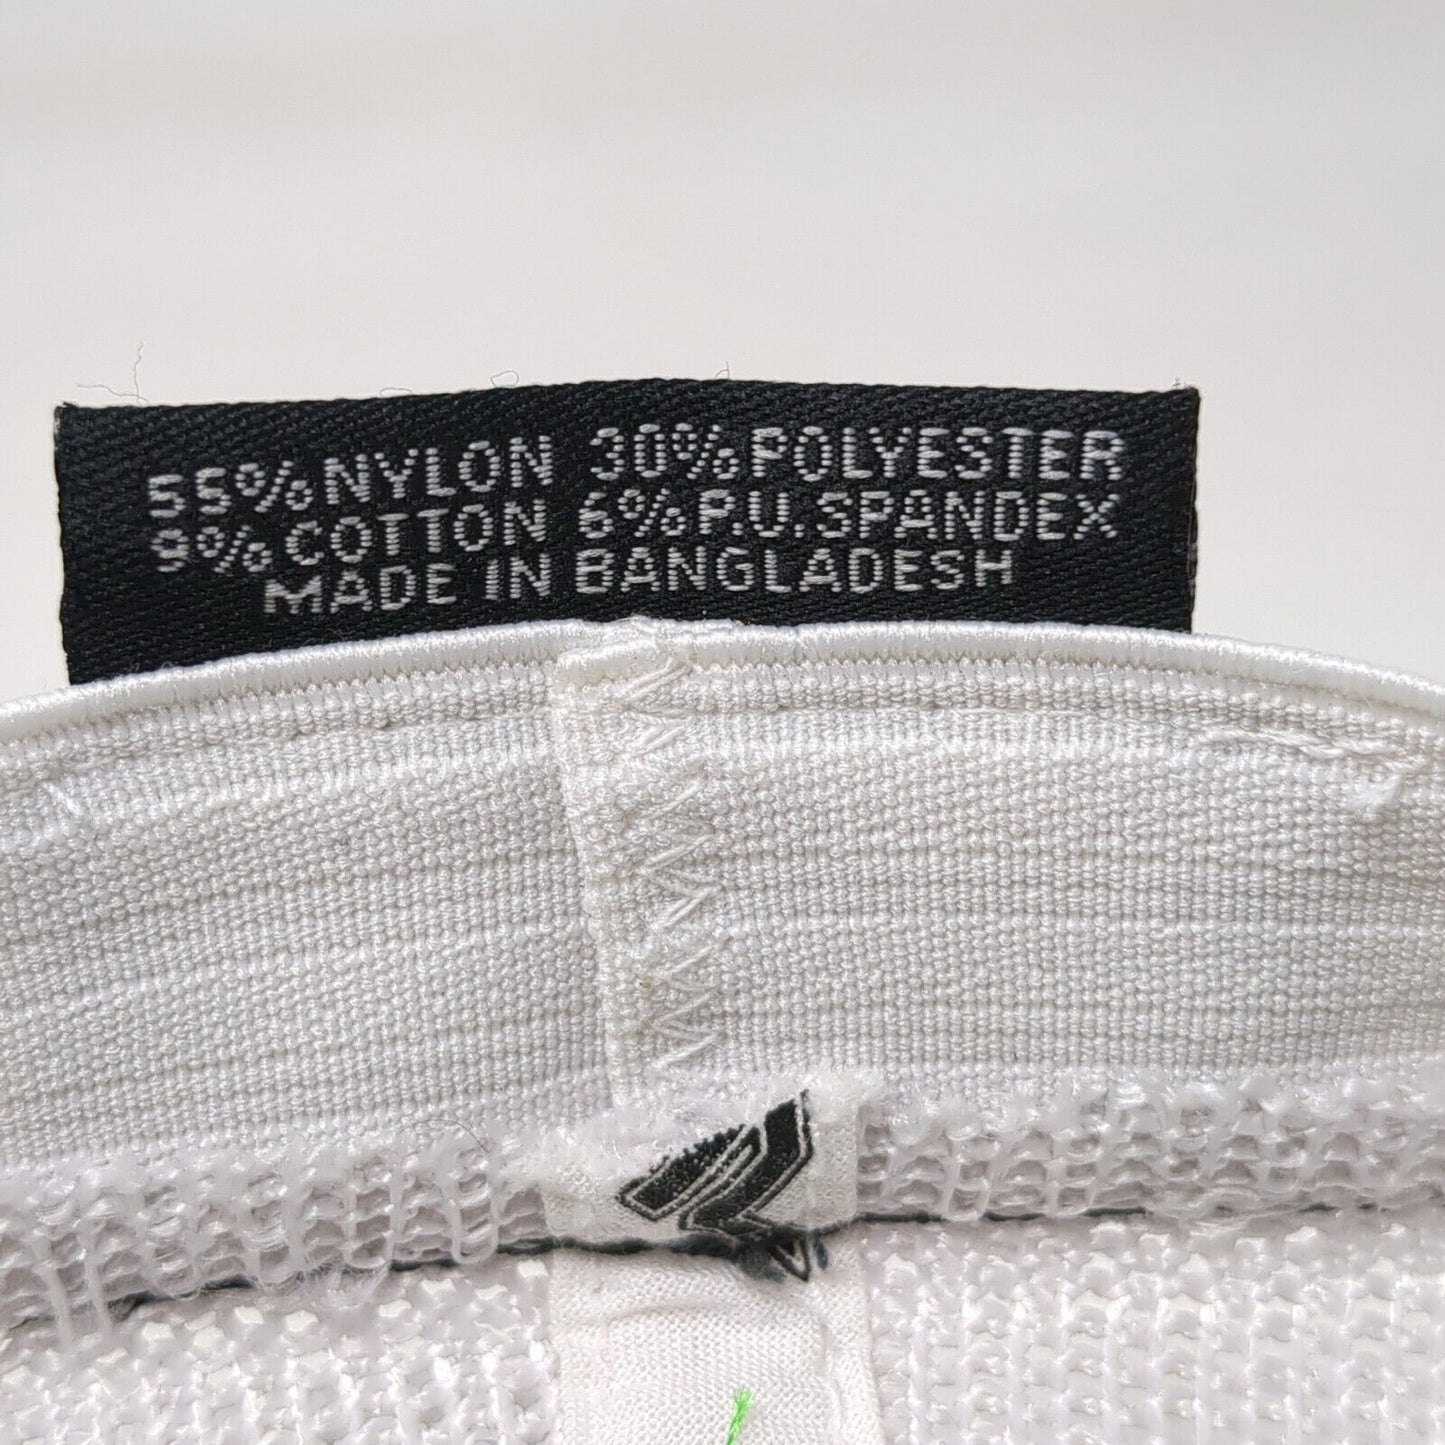 55% NYLON 30% POLYESTER
9% COTTON 6% P.U. SPANDEX
MADE IN BANGLADESH